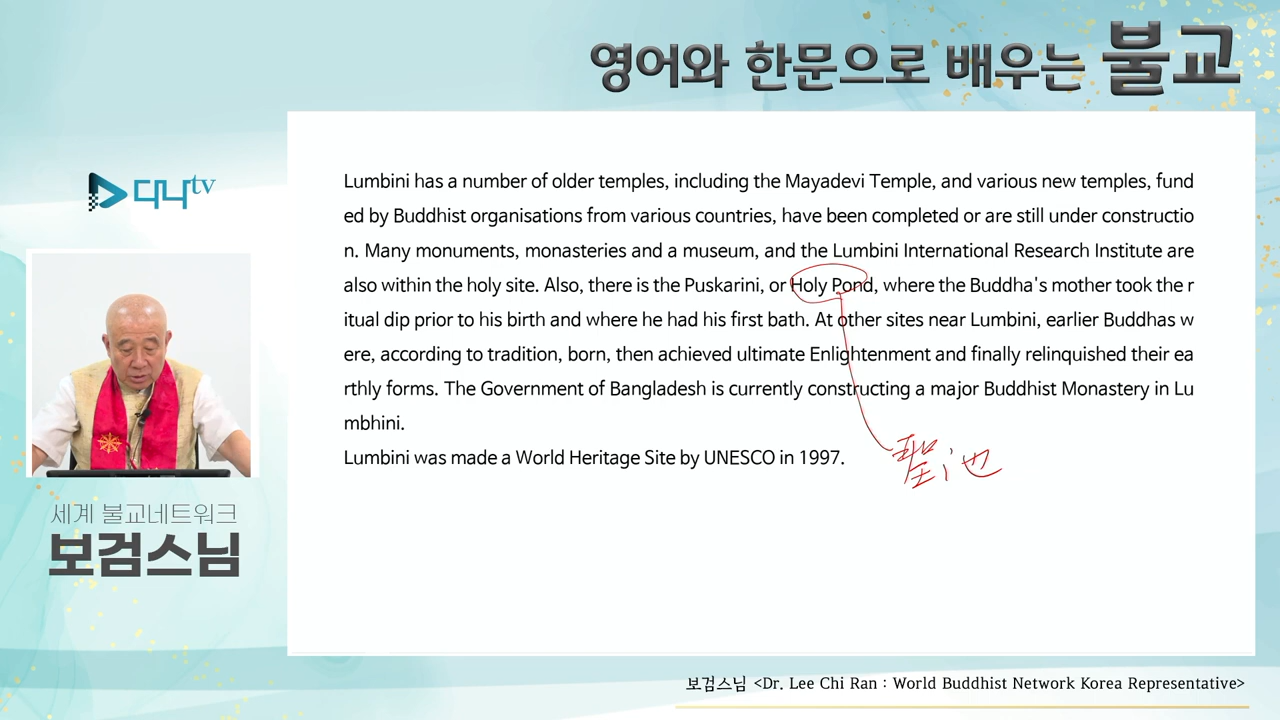 영어와 한문으로 배우는 불교
다나tv
Lumbini has a number of older temples, including the Mayadevi Temple, and various new temples, fund
ed by Buddhist organisations from various countries, have been completed or are still under constructio
n. Many monuments, monasteries and a museum, and the Lumbini International Research Institute are
also within the holy site. Also, there is the Puskarini, or Holy Pond, where the Buddha's mother took the r
itual dip prior to his birth and where he had his first bath. At other sites near Lumbini, earlier Buddhas w
ere, according to tradition, born, then achieved ultimate Enlightenment and finally relinquished their ea
rthly forms. The Government of Bangladesh is currently constructing a major Buddhist Monastery in Lu
mbhini.
Lumbini was made a World Heritage Site by UNESCO in 1997.
聖池
세계 불교네트워크
보검스님
보검스님 <Dr. Lee Chi Ran : World Buddhist Network Korea Representative>